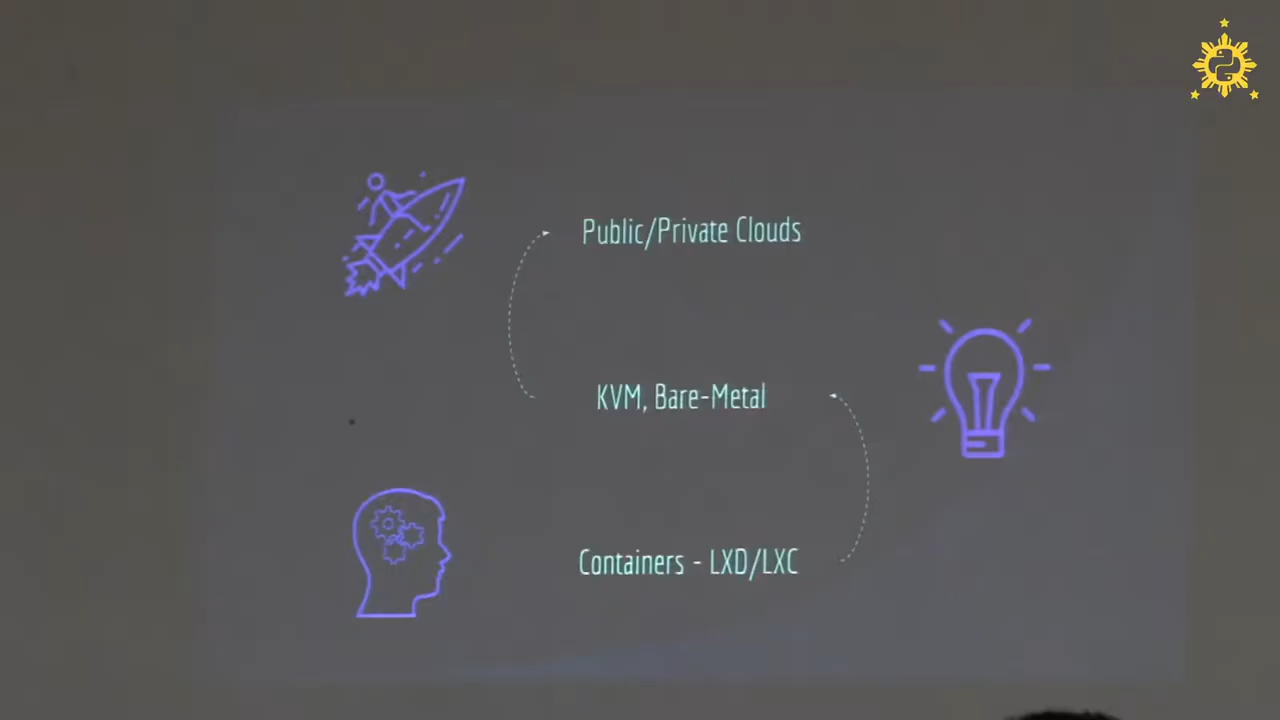 Public/Private Clouds
KVM, Bare-Metal
Containers - LXD/LXC